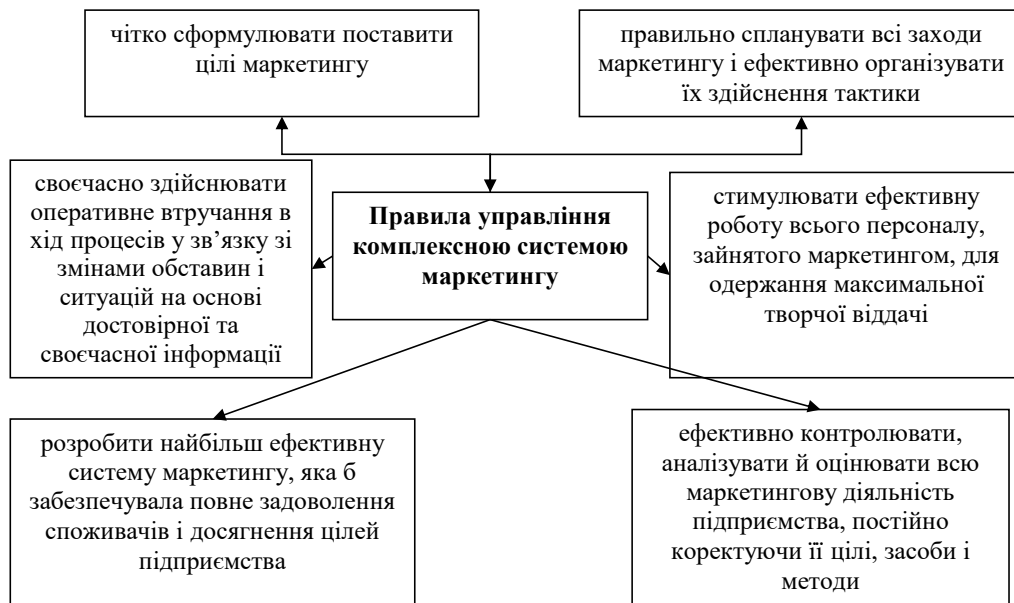 чітко сформулювати поставити
цілі маркетингу
правильно спланувати всі заходи
маркетингу і ефективно організувати
їх здійснення тактики
своєчасно здійснювати
оперативне втручання в
хід процесів у зв’язку зі
змінами обставин і
ситуацій на основі
достовірної та
своєчасної інформації
Правила управління
комплексною системою
маркетингу
стимулювати ефективну
роботу всього персоналу,
зайнятого маркетингом, для
одержання максимальної
творчої віддачі
розробити найбільш ефективну
систему маркетингу, яка б
забезпечувала повне задоволення
споживачів і досягнення цілей
підприємства
ефективно контролювати,
аналізувати й оцінювати всю
маркетингову діяльність
підприємства, постійно
коректуючи її цілі, засоби і
методи